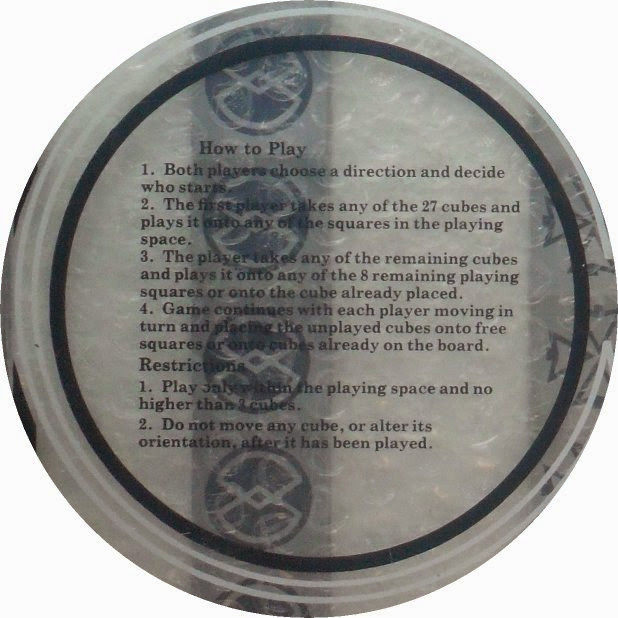 How to Play
1. Both players choose a direction and decide
who starts.
2. The first player takes any of the 27 cubes and
plays it onto any of the squares in the playing
space.
3. The player takes any of the remaining cubes
and plays it onto any of the 8 remaining playing
squares or onto the cube already placed.
4. Game continues with each player moving in
turn and placing the unplayed cubes onto free
squares or onto cubes already on the board.
Restrictions
1. Play only within the playing space and no
higher than 3 cubes.
2. Do not move any cube, or alter its
orientation, after it has been played.